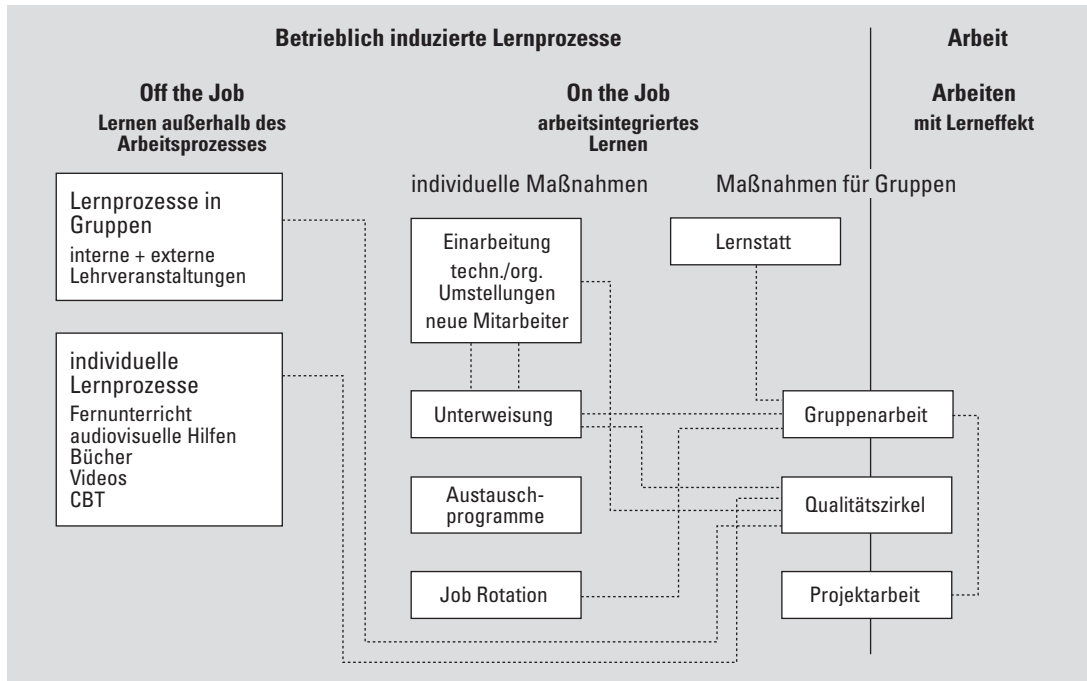 Betrieblich induzierte Lernprozesse
Arbeit
Off the Job
Lernen außerhalb des
Arbeitsprozesses
On the Job
arbeitsintegriertes
Lernen
Arbeiten
mit Lerneffekt
individuelle Maßnahmen
Maßnahmen für Gruppen
Lernprozesse in
Gruppen
interne + externe
Lehrveranstaltungen
individuelle
Lernprozesse
Fernunterricht
audiovisuelle Hilfen
Bücher
Videos
CBT
Einarbeitung
techn./org.
Umstellungen
neue Mitarbeiter
Unterweisung
Austausch-
programme
Job Rotation
Lernstatt
Gruppenarbeit
Qualitätszirkel
Projektarbeit